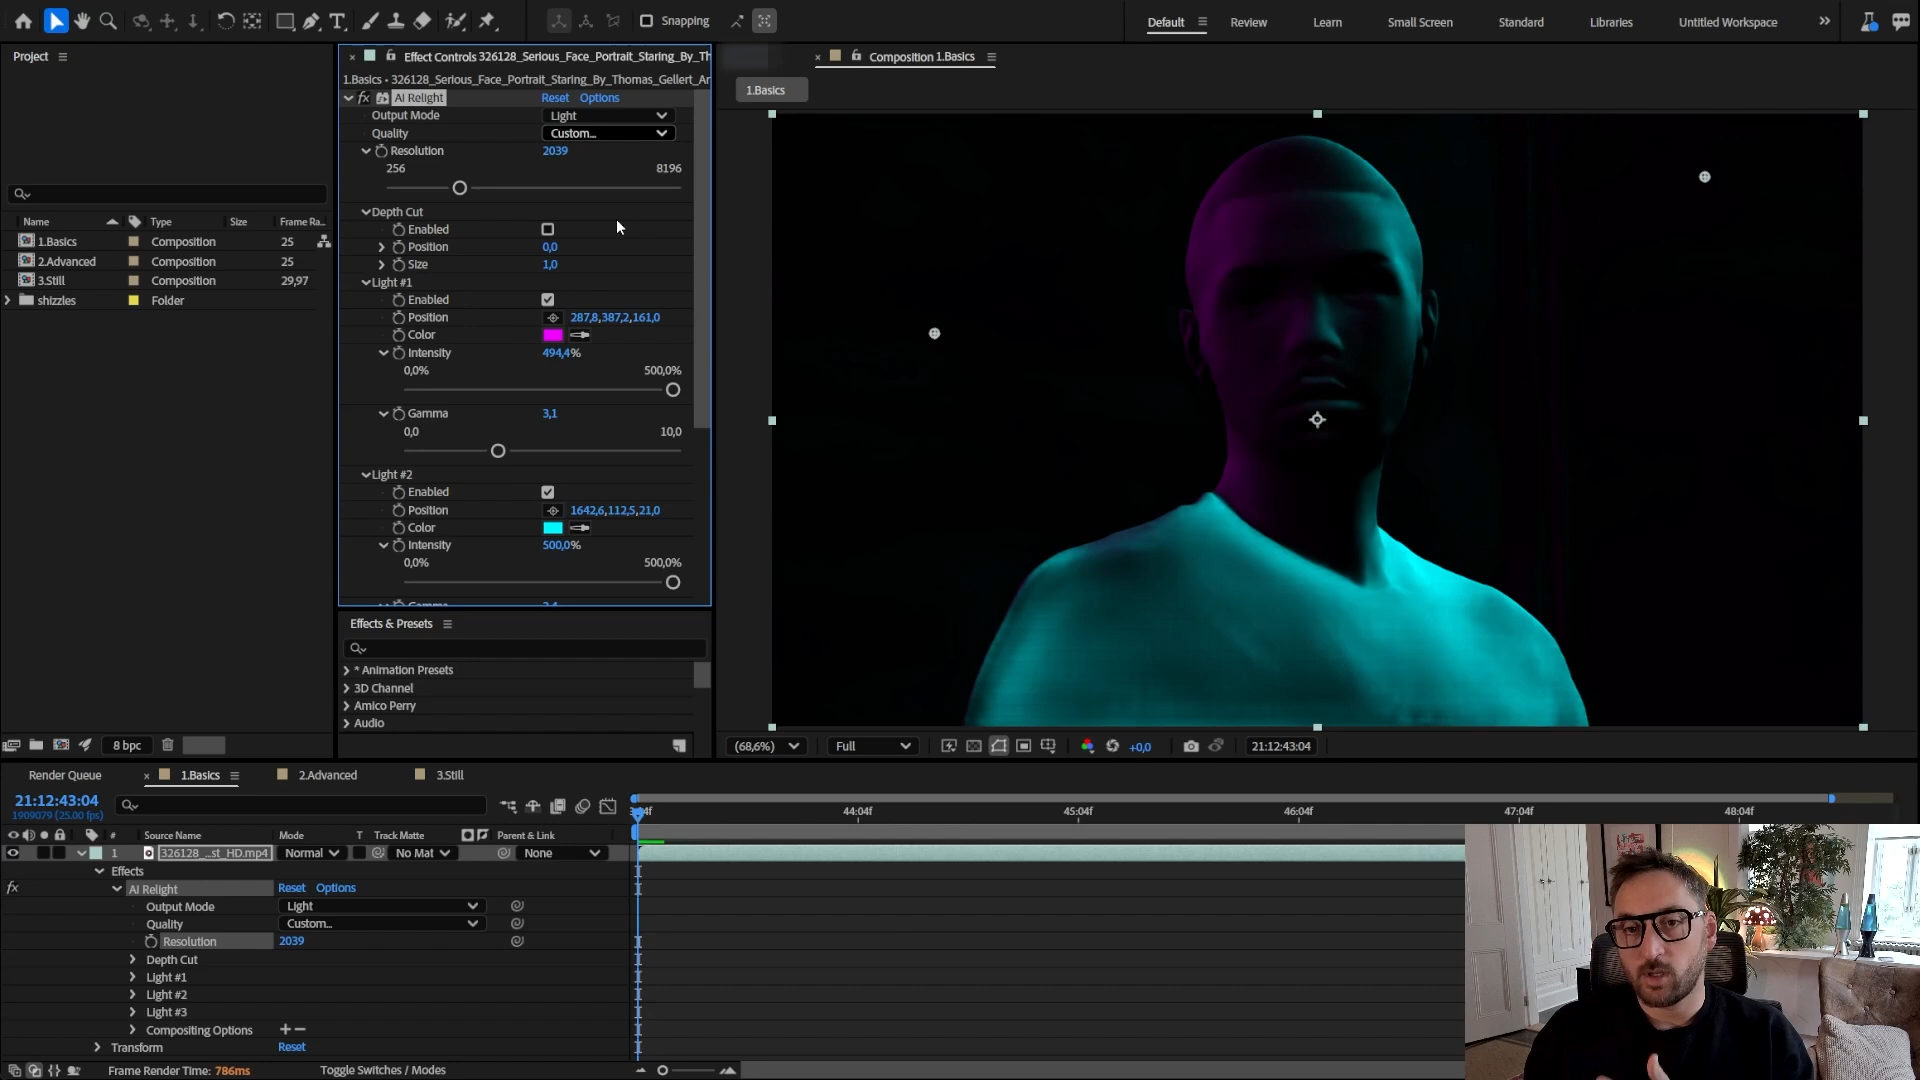 Snapping
Default
Review
Learn
Small Screen
Standard
Libraries
Untitled Workspace
Project
Name
Type
Size
Frame Ra...
1.Basics
Composition
25
2.Advanced
Composition
25
3.Still
Composition
29,97
shizzles
Folder
8 bpc
Effect Controls 326128_Serious_Face_Portrait_Staring_By_Th
1.Basics • 326128_Serious_Face_Portrait_Staring_By_Thomas_Gellert_Ar
fx
AI Relight
Reset
Options
Output Mode
Light
Quality
Custom...
Resolution
2039
256
8196
Depth Cut
Enabled
Position
0,0
Size
1,0
Light #1
Enabled
Position
287,8,387,2,161,0
Color
Intensity
494,4%
0,0%
500,0%
Gamma
3,1
0,0
10,0
Light #2
Enabled
Position
1642,6,112,5,21,0
Color
Intensity
500,0%
0,0%
500,0%
Effects & Presets
* Animation Presets
3D Channel
Amico Perry
Audio
Composition 1.Basics
1.Basics
(68,6%)
Full
+0,0
21:12:43:04
Render Queue
1.Basics
2.Advanced
3.Still
21:12:43:04
1909079 (25.00 fps)
44:04f
45:04f
46:04f
47:04f
48:04f
#
Source Name
Mode
T
Track Matte
Parent & Link
1
326128_...st_HD.mp4
Normal
No Mat
None
Effects
fx
AI Relight
Reset
Options
Output Mode
Light
Quality
Custom...
Resolution
2039
Depth Cut
Light #1
Light #2
Light #3
Compositing Options
Transform
Reset
Frame Render Time: 786ms
Toggle Switches / Modes